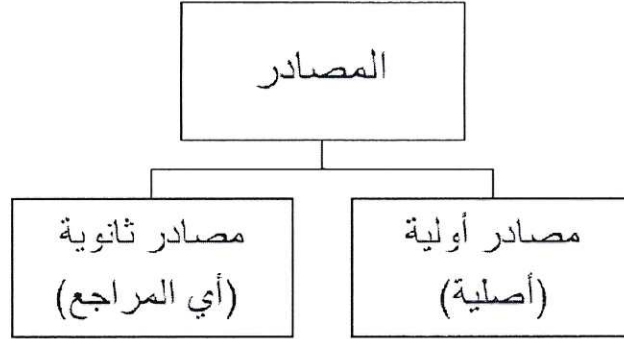 المصادر
مصادر أولية
(أصلية)
مصادر ثانوية
(أي المراجع)